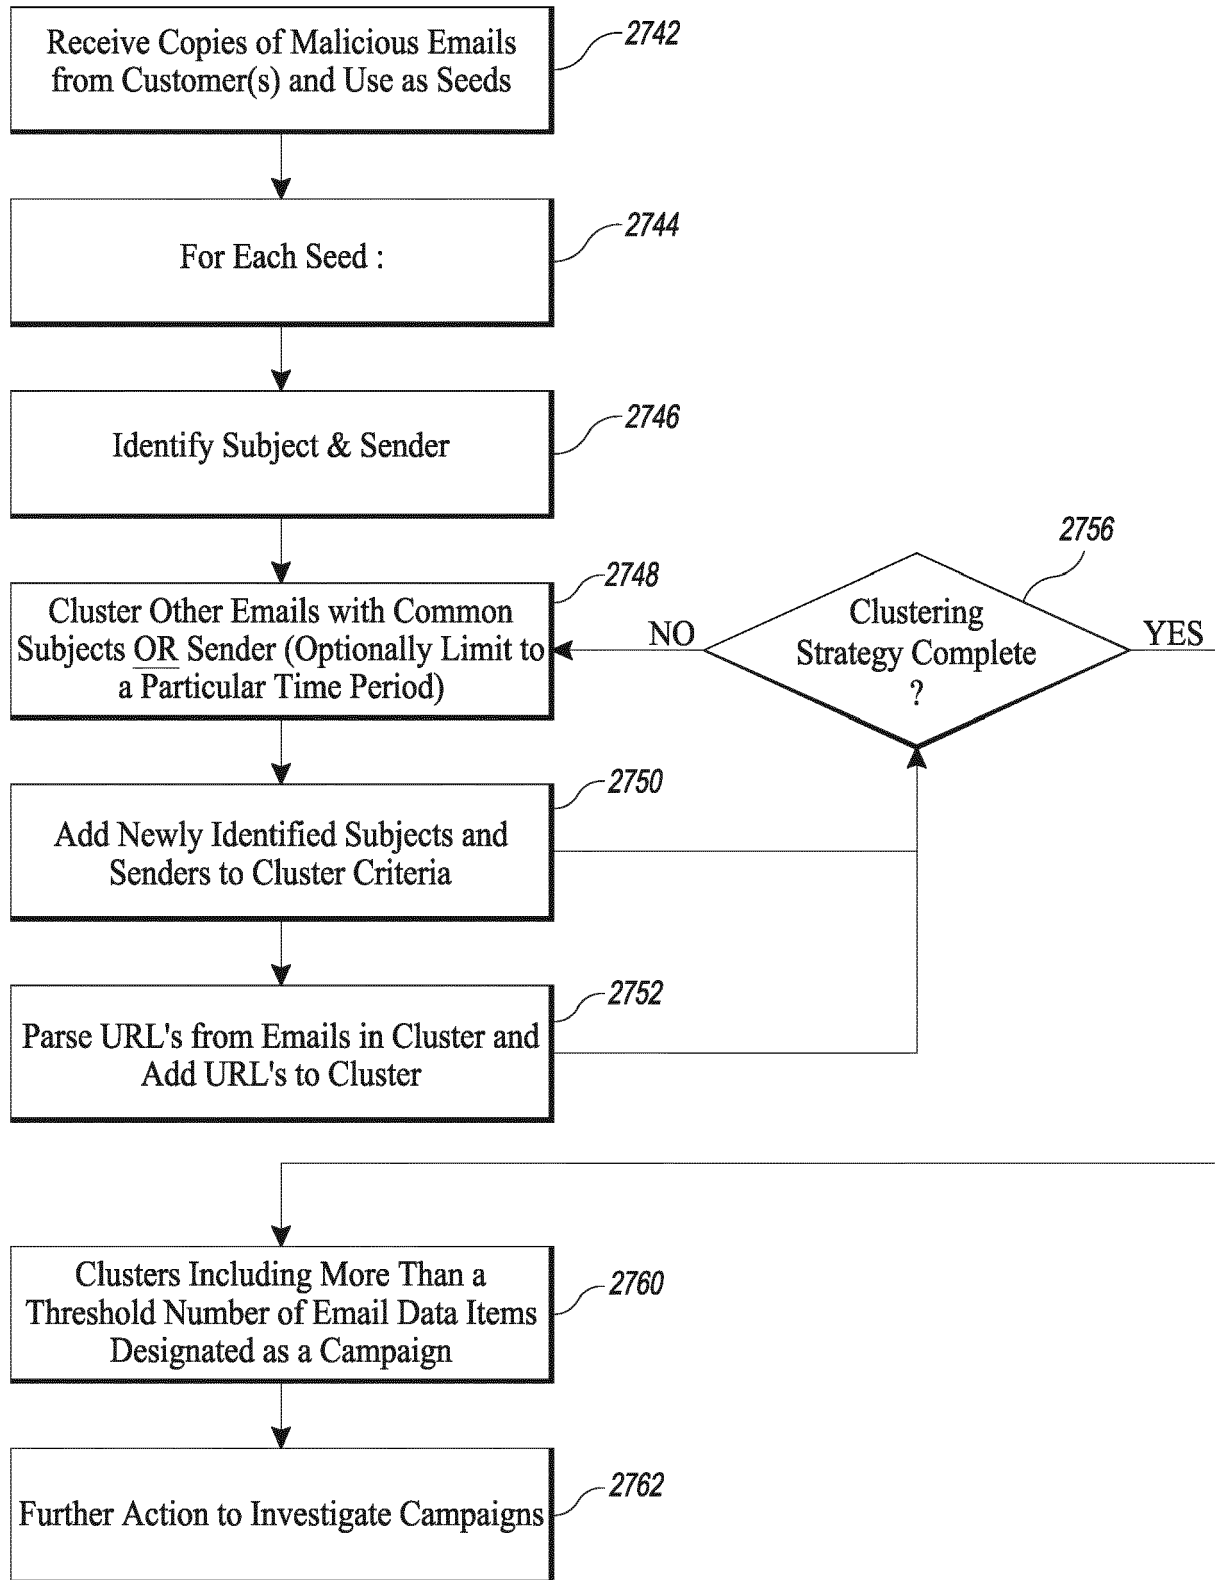 Receive Copies of Malicious Emails
from Customer(s) and Use as Seeds
2742
For Each Seed :
2744
Identify Subject & Sender
2746
Cluster Other Emails with Common
Subjects OR Sender (Optionally Limit to
a Particular Time Period)
2748
NO
Clustering
Strategy Complete
?
2756
YES
Add Newly Identified Subjects and
Senders to Cluster Criteria
2750
Parse URL's from Emails in Cluster and
Add URL's to Cluster
2752
Clusters Including More Than a
Threshold Number of Email Data Items
Designated as a Campaign
2760
Further Action to Investigate Campaigns
2762